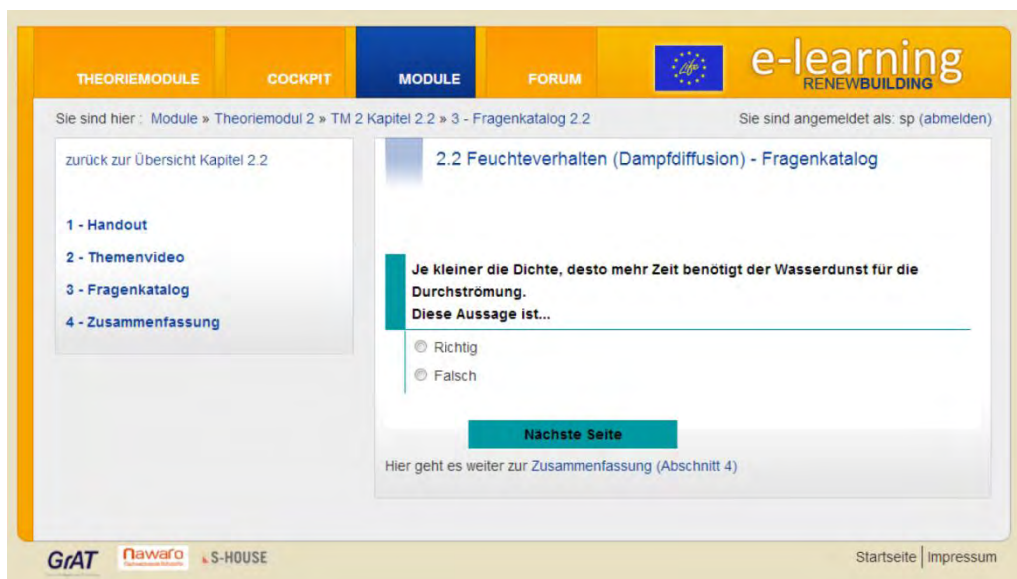 THEORIEMODULE
COCKPIT
MODULE
FORUM
Life
e-learning
RENEWBUILDING
Sie sind hier : Module » Theoriemodul 2 » TM 2 Kapitel 2.2 » 3 - Fragenkatalog 2.2
Sie sind angemeldet als: sp (abmelden)
zurück zur Übersicht Kapitel 2.2
1 - Handout
2 - Themenvideo
3 - Fragenkatalog
4 - Zusammenfassung
2.2 Feuchteverhalten (Dampfdiffusion) - Fragenkatalog
Je kleiner die Dichte, desto mehr Zeit benötigt der Wasserdunst für die
Durchströmung.
Diese Aussage ist...
Richtig
Falsch
Nächste Seite
Hier geht es weiter zur Zusammenfassung (Abschnitt 4)
GrAT
nawaro
S-HOUSE
Startseite | Impressum